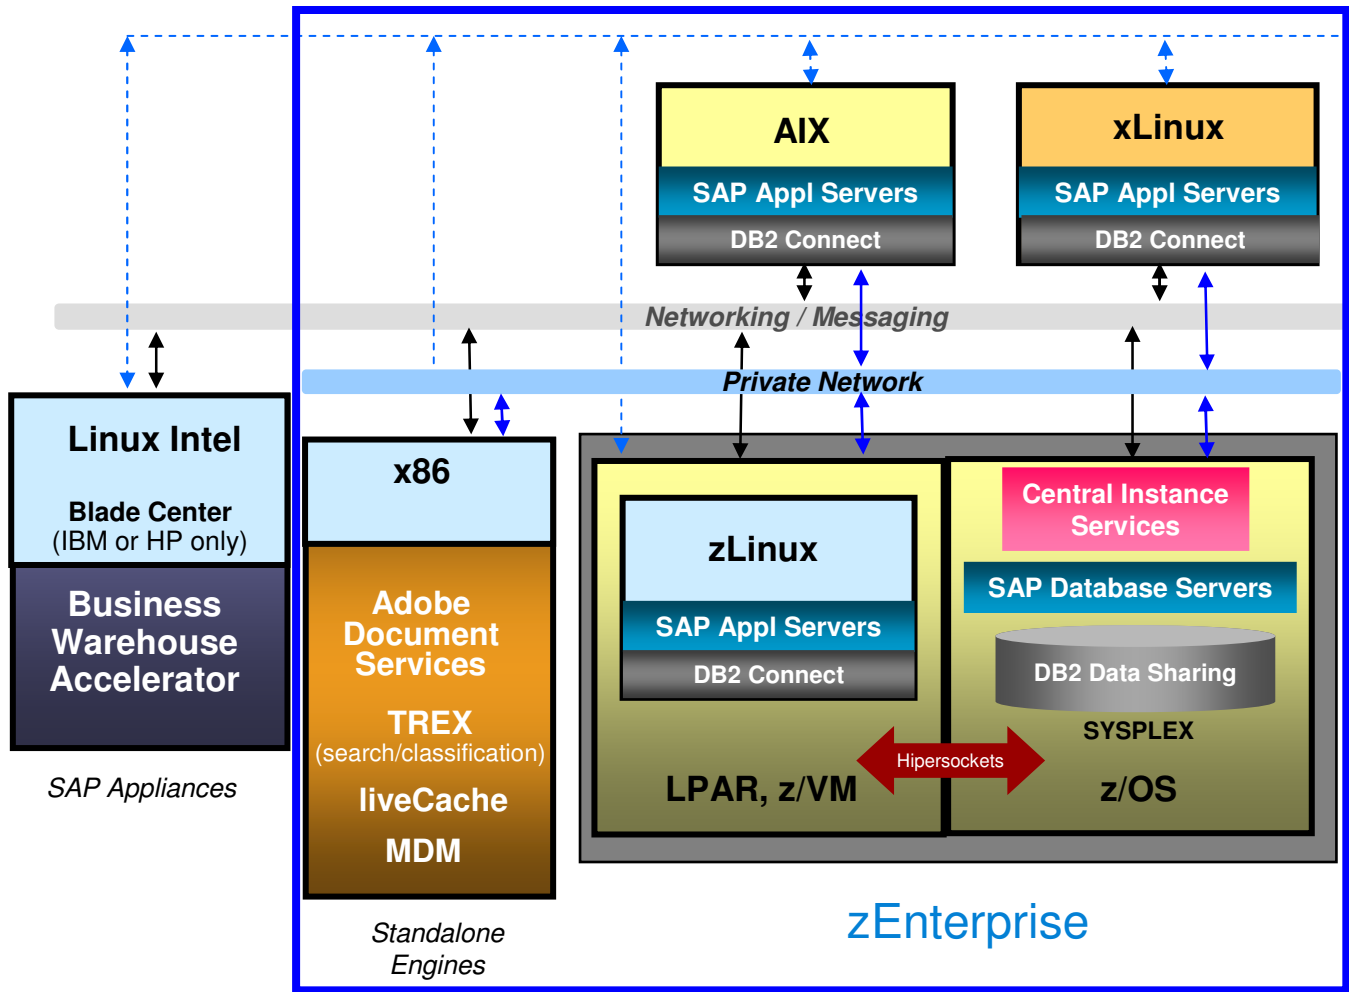 AIX
SAP Appl Servers
DB2 Connect
xLinux
SAP Appl Servers
DB2 Connect
Networking / Messaging
Private Network
Linux Intel
Blade Center
(IBM or HP only)
Business
Warehouse
Accelerator
SAP Appliances
x86
Adobe
Document
Services
TREX
(search/classification)
liveCache
MDM
Standalone
Engines
zLinux
SAP Appl Servers
DB2 Connect
LPAR, z/VM
Hipersockets
Central Instance
Services
SAP Database Servers
DB2 Data Sharing
SYSPLEX
z/OS
zEnterprise